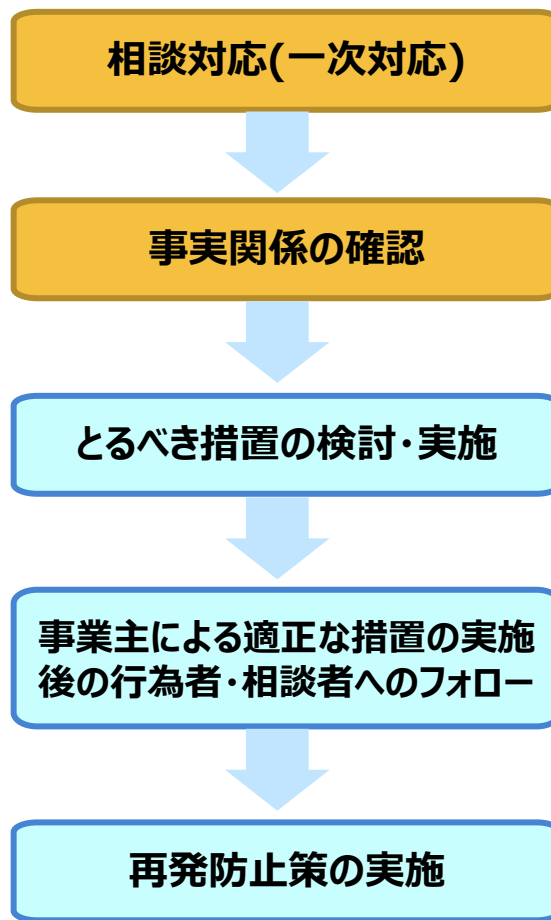 相談対応(一次対応)
事実関係の確認
とるべき措置の検討・実施
事業主による適正な措置の実施
後の行為者・相談者へのフォロー
再発防止策の実施